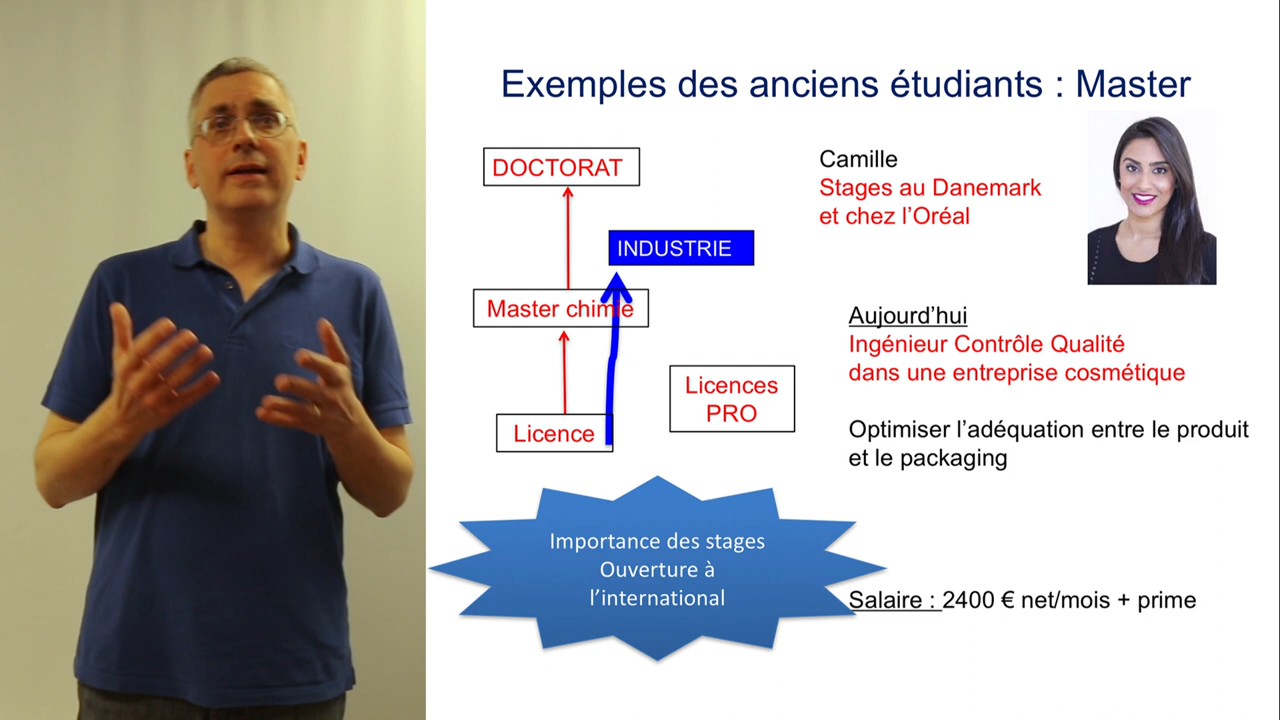 Exemples des anciens étudiants : Master
DOCTORAT
INDUSTRIE
Master chimie
Licence
Licences
PRO
Camille
Stages au Danemark
et chez l’Oréal
Aujourd’hui
Ingénieur Contrôle Qualité
dans une entreprise cosmétique
Optimiser l’adéquation entre le produit
et le packaging
Importance des stages
Ouverture à
l’international
Salaire : 2400 € net/mois + prime